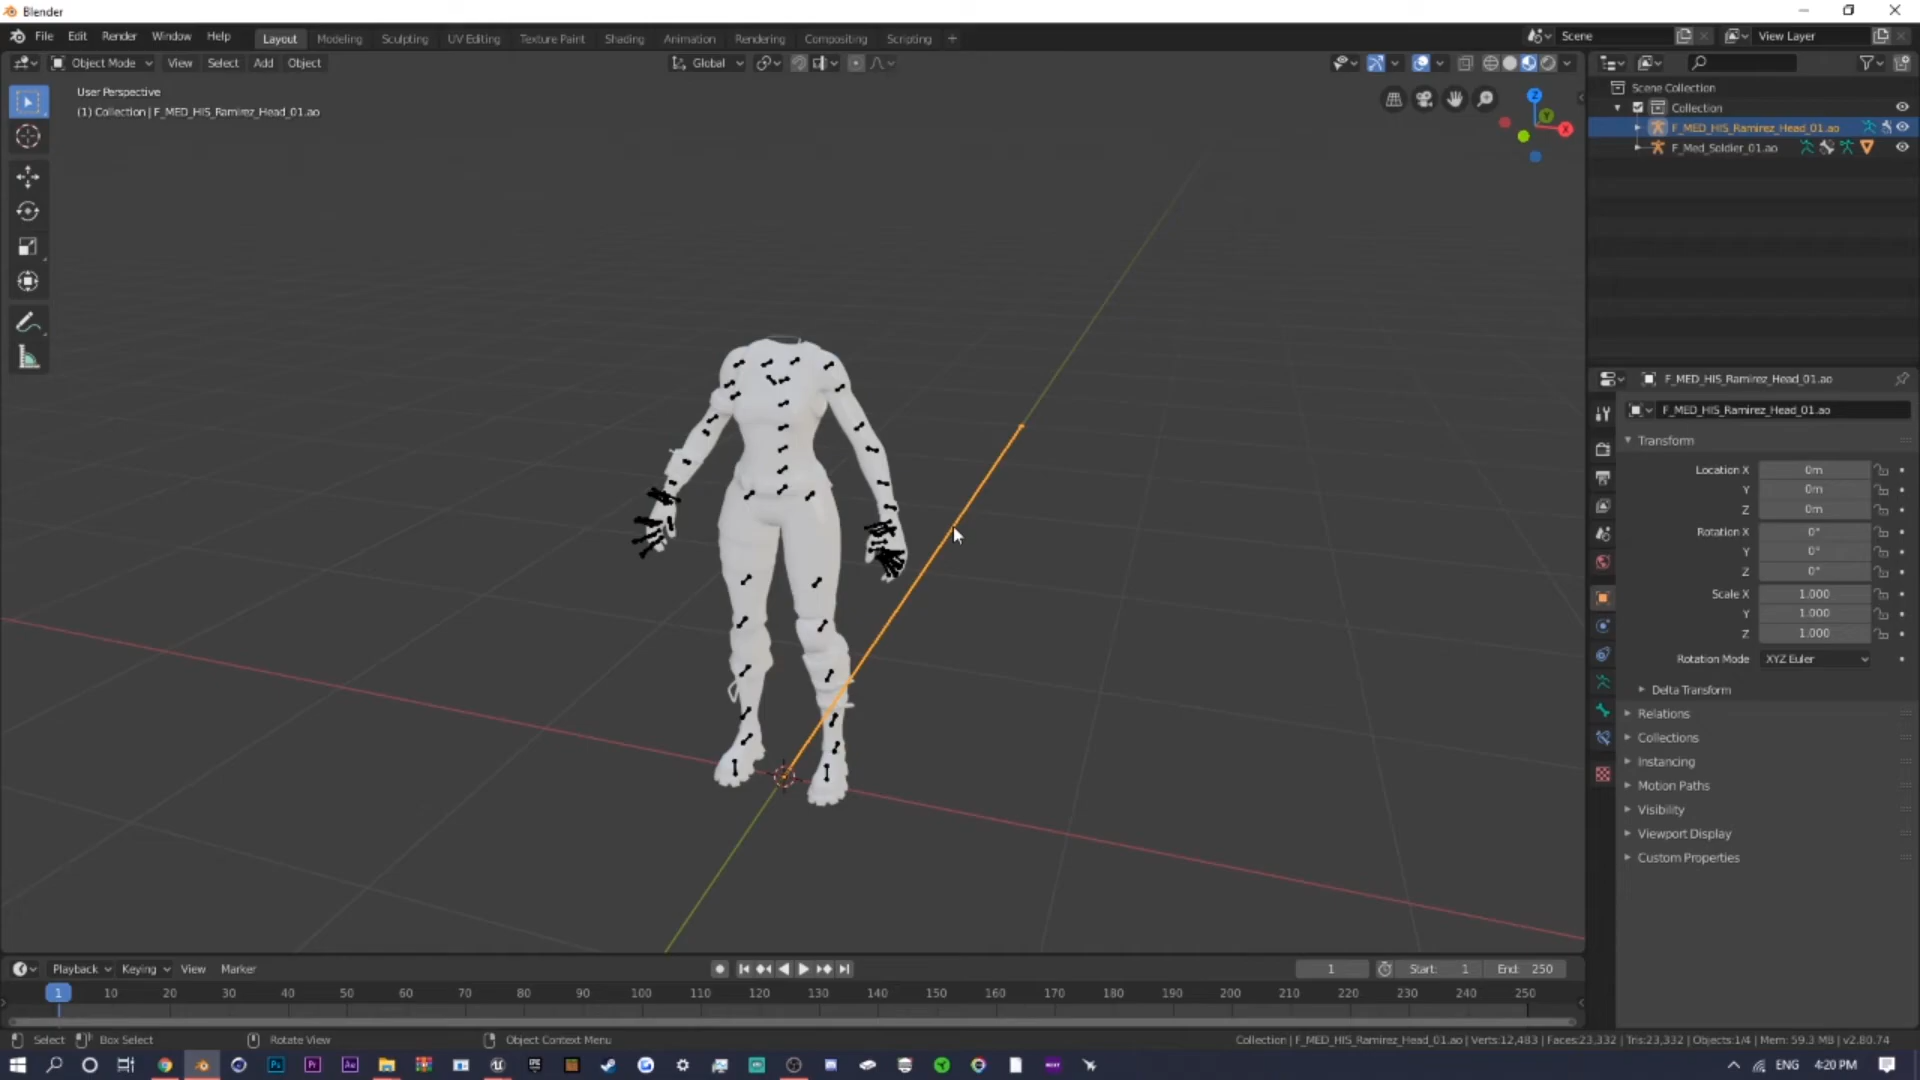 Blender
File Edit Render Window Help Layout Modeling Sculpting UV Editing Texture Paint Shading Animation Rendering Compositing Scripting + Scene View Layer
Object Mode View Select Add Object Global
User Perspective
(1) Collection | F_MED_HIS_Ramirez_Head_01.ao
Z
Y
X
Scene Collection
Collection
F_MED_HIS_Ramirez_Head_01.ao
F_Med_Soldier_01.ao
F_MED_HIS_Ramirez_Head_01.ao
F_MED_HIS_Ramirez_Head_01.ao
Transform
Location X 0m
Y 0m
Z 0m
Rotation X 0°
Y 0°
Z 0°
Scale X 1.000
Y 1.000
Z 1.000
Rotation Mode XYZ Euler
Delta Transform
Relations
Collections
Instancing
Motion Paths
Visibility
Viewport Display
Custom Properties
Playback Keying View Marker 1 Start: 1 End: 250
1 10 20 30 40 50 60 70 80 90 100 110 120 130 140 150 160 170 180 190 200 210 220 230 240 250
Select Box Select Rotate View Object Context Menu Collection | F_MED_HIS_Ramirez_Head_01.ao | Verts:12,483 | Faces:23,332 | Tris:23,332 | Objects:1/4 | Mem: 59.3 MB | v2.80.74
Ps Pr Ae ENG 4:20 PM